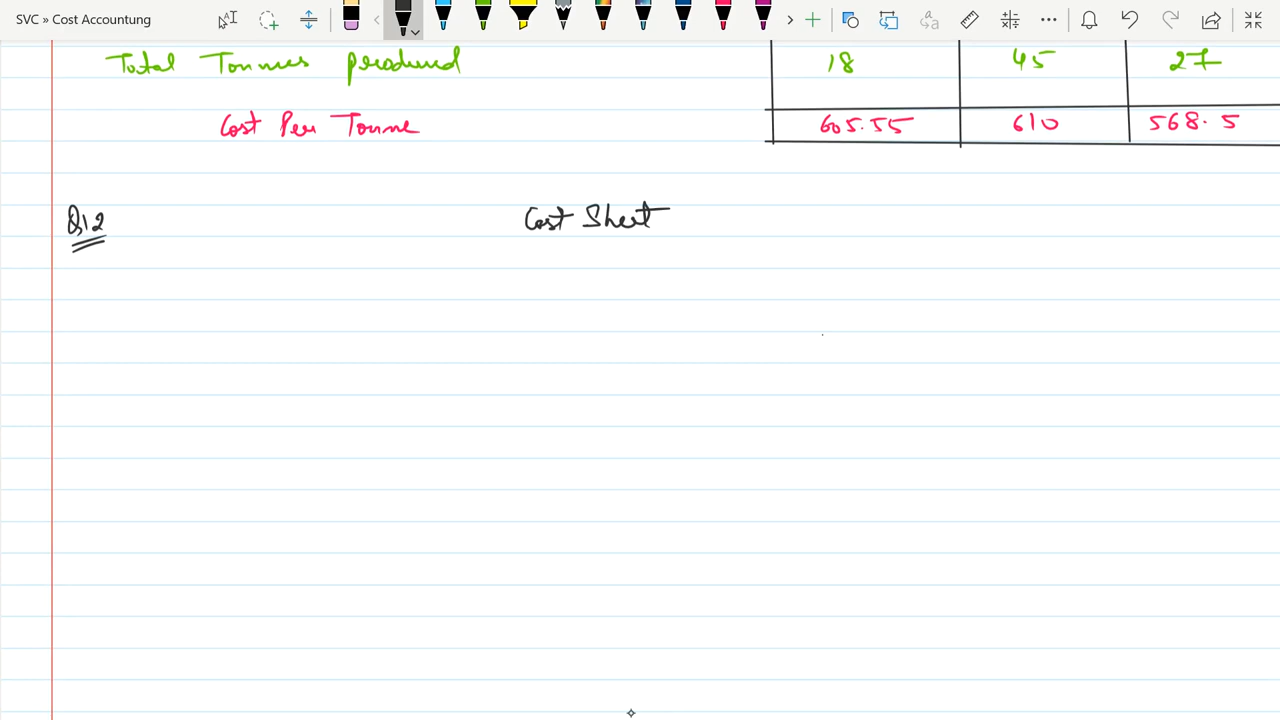 SVC » Cost Accountung
Total Tonnes produced 18 45 27
Cost Per Tonne 605.55 610 568.5
Q12 Cost Sheet